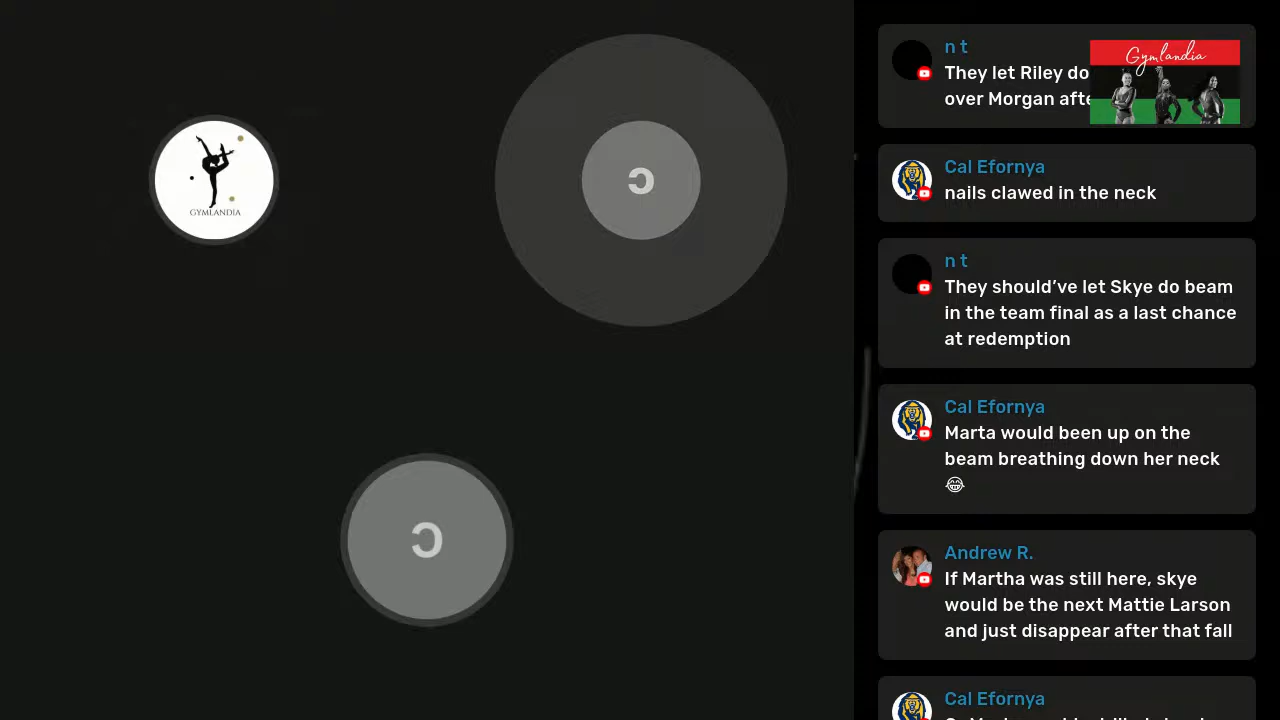 GYMLANDIA
ɔ
ɔ
n t
They let Riley do
over Morgan afte
Gymlandia
Cal Efornya
nails clawed in the neck
n t
They should’ve let Skye do beam
in the team final as a last chance
at redemption
Cal Efornya
Marta would been up on the
beam breathing down her neck
😂
Andrew R.
If Martha was still here, skye
would be the next Mattie Larson
and just disappear after that fall
Cal Efornya